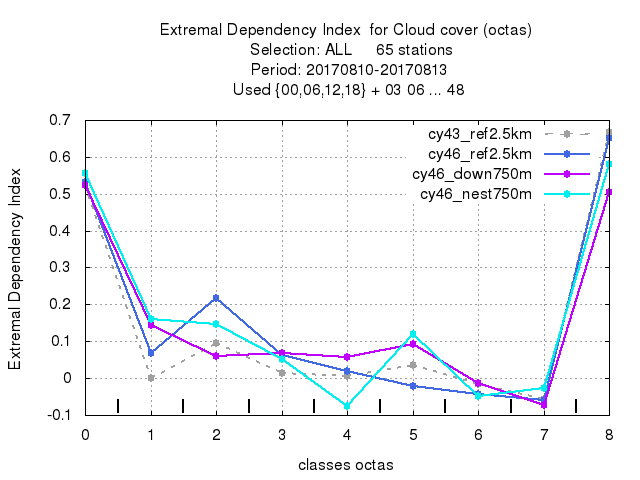 Extremal Dependency Index  for Cloud cover (octas)
Selection: ALL     65 stations
Period: 20170810-20170813
Used {00,06,12,18} + 03 06 ... 48
cy43_ref2.5km
cy46_ref2.5km
cy46_down750m
cy46_nest750m
Extremal Dependency Index
0.7
0.6
0.5
0.4
0.3
0.2
0.1
0
-0.1
0 1 2 3 4 5 6 7 8
classes octas